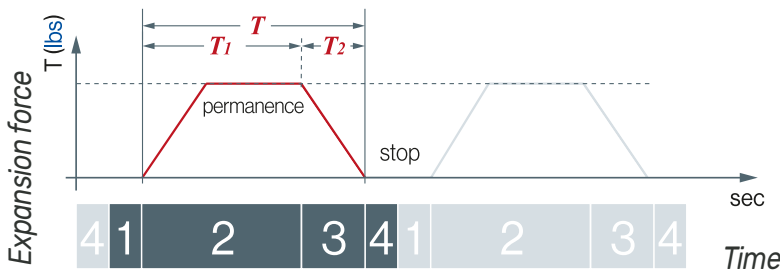 T
T1 T2
T (lbs)
Expansion force
permanence
stop
sec
4 1 2 3 4 1 2 3 4
Time